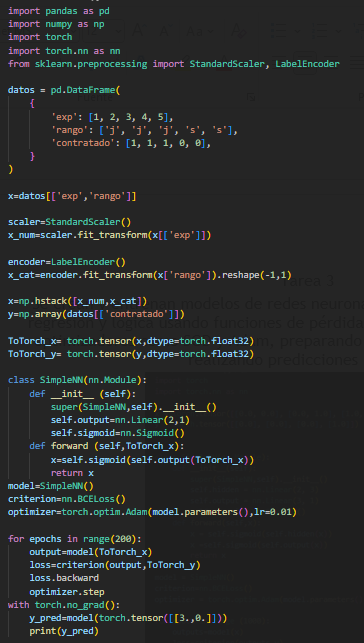 import pandas as pd
import numpy as np
import torch
import torch.nn as nn
from sklearn.preprocessing import StandardScaler, LabelEncoder
datos = pd.DataFrame(
{
'exp': [1, 2, 3, 4, 5],
'rango': ['j', 'j', 'j', 's', 's'],
'contratado': [1, 1, 1, 0, 0],
}
)
x=datos[['exp','rango']]
scaler=StandardScaler()
x_num=scaler.fit_transform(x[['exp']])
encoder=LabelEncoder()
x_cat=encoder.fit_transform(x['rango']).reshape(-1,1)
x=np.hstack([x_num,x_cat])
y=np.array(datos[['contratado']])
ToTorch_x= torch.tensor(x,dtype=torch.float32)
ToTorch_y= torch.tensor(y,dtype=torch.float32)
class SimpleNN(nn.Module):
def __init__ (self):
super(SimpleNN,self).__init__()
self.output=nn.Linear(2,1)
self.sigmoid=nn.Sigmoid()
def forward (self,ToTorch_x):
x=self.sigmoid(self.output(ToTorch_x))
return x
model=SimpleNN()
criterion=nn.BCELoss()
optimizer=torch.optim.Adam(model.parameters(),lr=0.01)
for epochs in range(200):
output=model(ToTorch_x)
loss=criterion(output,ToTorch_y)
loss.backward
optimizer.step
with torch.no_grad():
y_pred=model(torch.tensor([[3.,0.]]))
print(y_pred)